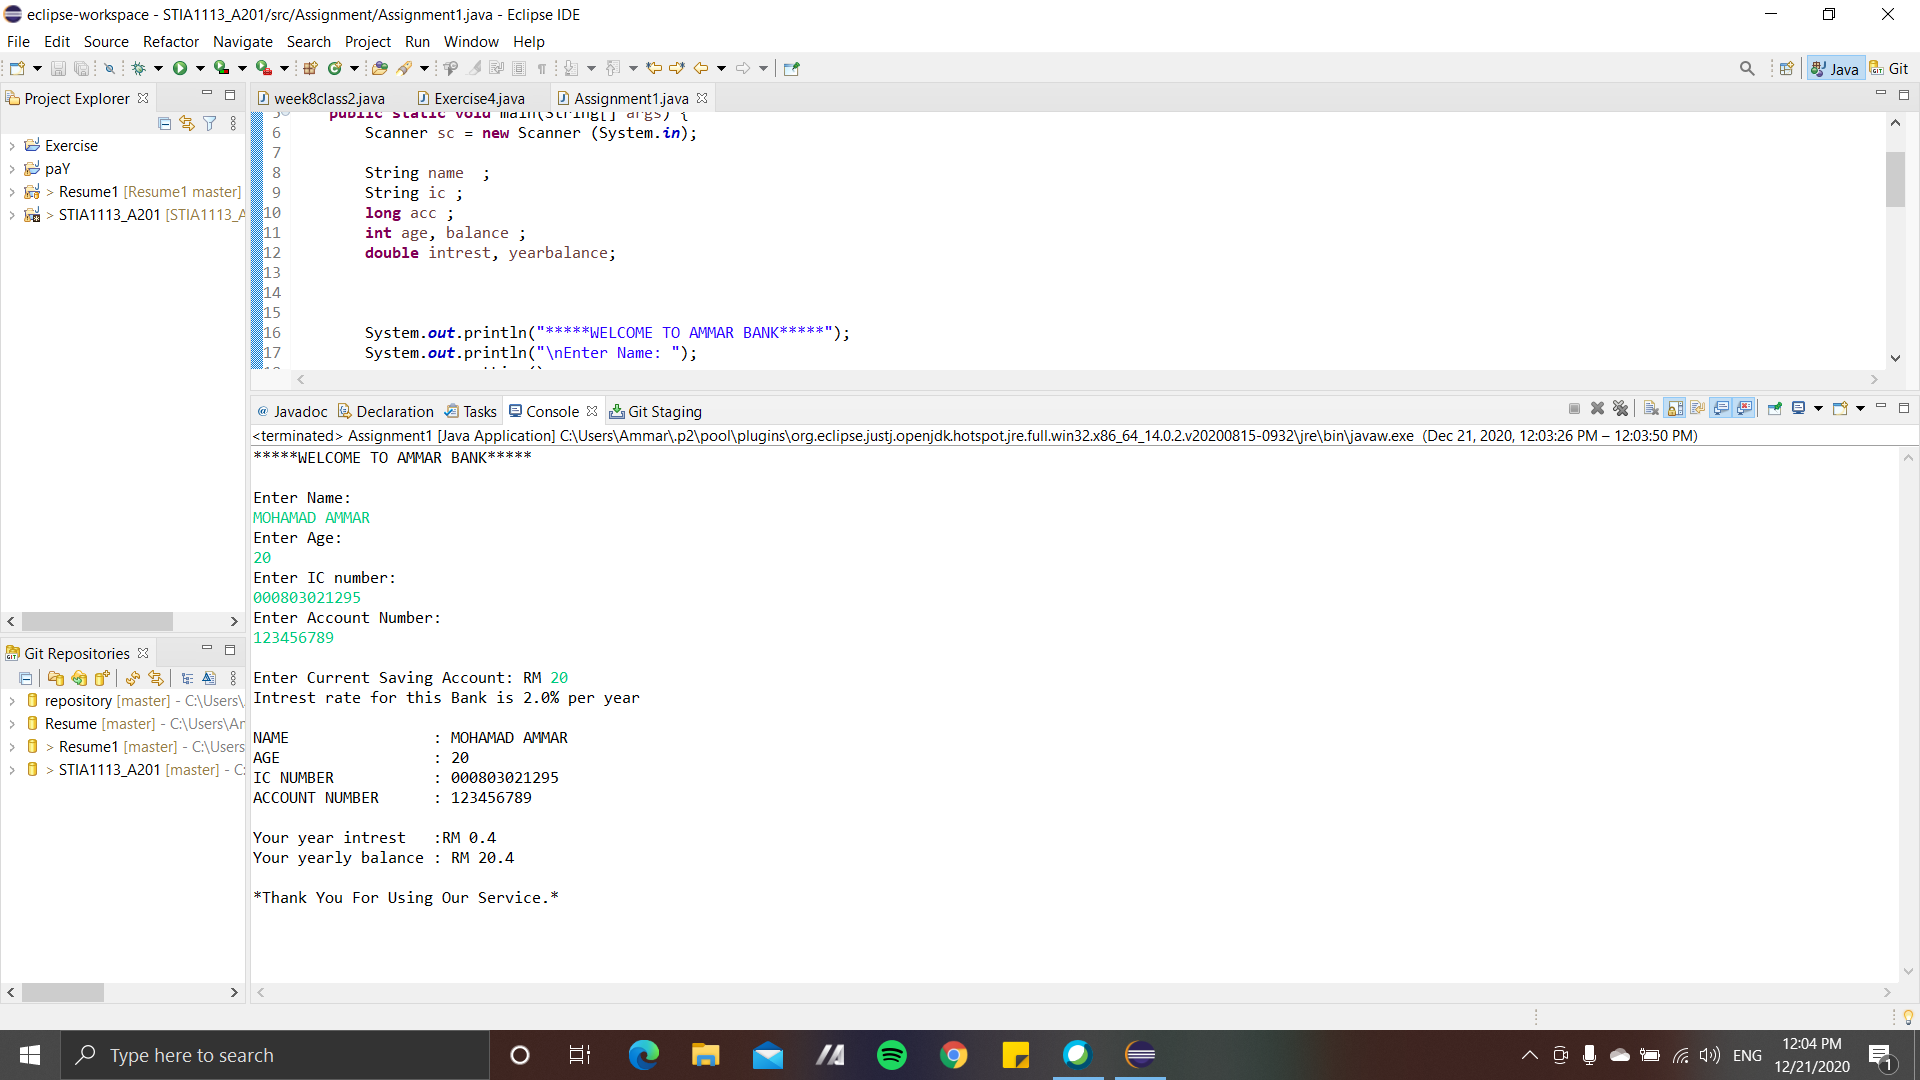 eclipse-workspace - STIA1113_A201/src/Assignment/Assignment1.java - Eclipse IDE
File Edit Source Refactor Navigate Search Project Run Window Help
Java Git
Project Explorer
Exercise
paY
> Resume1 [Resume1 master]
> STIA1113_A201 [STIA1113_A
Git Repositories
repository [master] - C:\Users\
Resume [master] - C:\Users\Ar
> Resume1 [master] - C:\Users
> STIA1113_A201 [master] - C:
week8class2.java Exercise4.java Assignment1.java
5 public static void main(String[] args) {
6 Scanner sc = new Scanner (System.in);
7
8 String name  ;
9 String ic ;
10 long acc ;
11 int age, balance ;
12 double intrest, yearbalance;
13
14
15
16 System.out.println("*****WELCOME TO AMMAR BANK*****");
17 System.out.println("\nEnter Name: ");
@ Javadoc Declaration Tasks Console Git Staging
<terminated> Assignment1 [Java Application] C:\Users\Ammar\.p2\pool\plugins\org.eclipse.justj.openjdk.hotspot.jre.full.win32.x86_64_14.0.2.v20200815-0932\jre\bin\javaw.exe (Dec 21, 2020, 12:03:26 PM – 12:03:50 PM)
*****WELCOME TO AMMAR BANK*****
Enter Name:
MOHAMAD AMMAR
Enter Age:
20
Enter IC number:
000803021295
Enter Account Number:
123456789
Enter Current Saving Account: RM 20
Intrest rate for this Bank is 2.0% per year
NAME : MOHAMAD AMMAR
AGE : 20
IC NUMBER : 000803021295
ACCOUNT NUMBER : 123456789
Your year intrest :RM 0.4
Your yearly balance : RM 20.4
*Thank You For Using Our Service.*
Type here to search
ENG
12:04 PM
12/21/2020
1